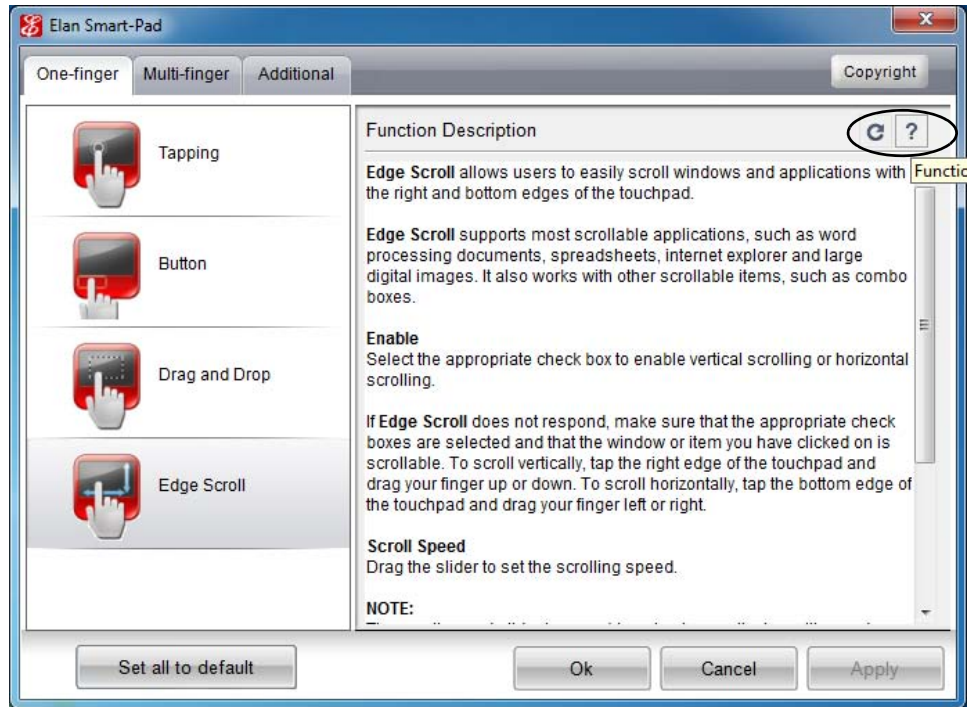 Elan Smart-Pad
One-finger Multi-finger Additional Copyright
Tapping
Button
Drag and Drop
Edge Scroll
Function Description
?
Functio
Edge Scroll allows users to easily scroll windows and applications with
the right and bottom edges of the touchpad.
Edge Scroll supports most scrollable applications, such as word
processing documents, spreadsheets, internet explorer and large
digital images. It also works with other scrollable items, such as combo
boxes.
Enable
Select the appropriate check box to enable vertical scrolling or horizontal
scrolling.
If Edge Scroll does not respond, make sure that the appropriate check
boxes are selected and that the window or item you have clicked on is
scrollable. To scroll vertically, tap the right edge of the touchpad and
drag your finger up or down. To scroll horizontally, tap the bottom edge of
the touchpad and drag your finger left or right.
Scroll Speed
Drag the slider to set the scrolling speed.
NOTE:
Set all to default Ok Cancel Apply